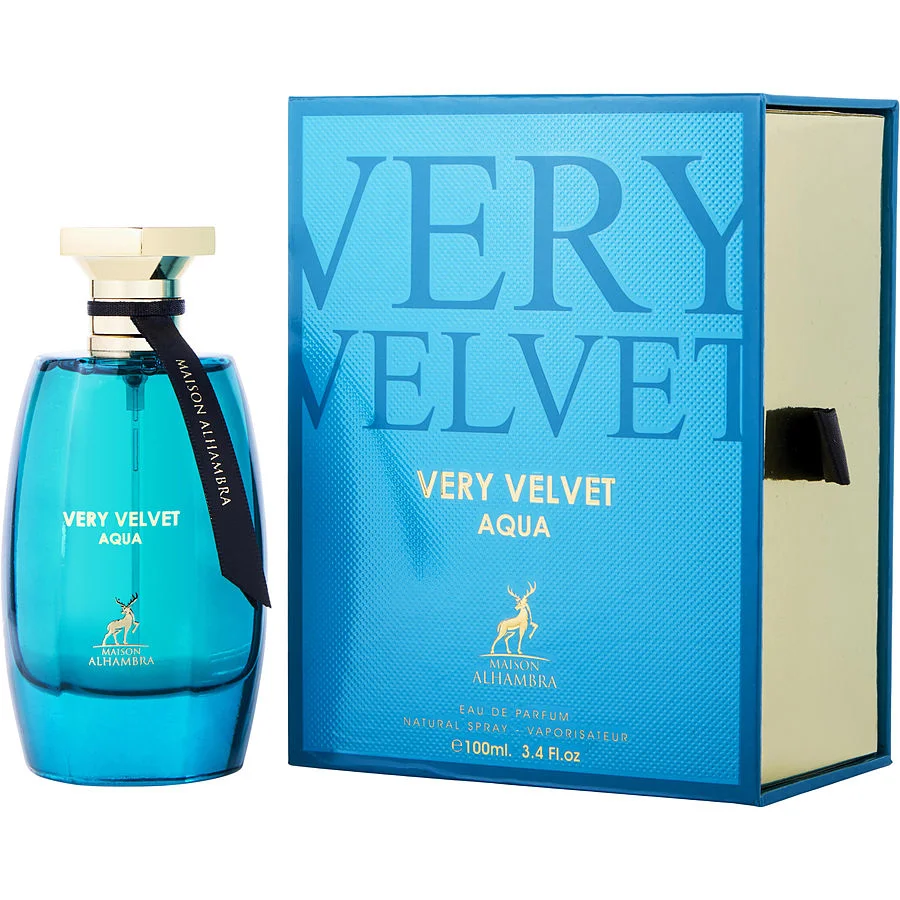 MAISON ALHAMBRA
VERY VELVET
AQUA
MAISON
ALHAMBRA
VERY
VELVET
VERY VELVET
AQUA
MAISON
ALHAMBRA
EAU DE PARFUM
NATURAL SPRAY - VAPORISATEUR
℮100ml. 3.4 Fl.oz